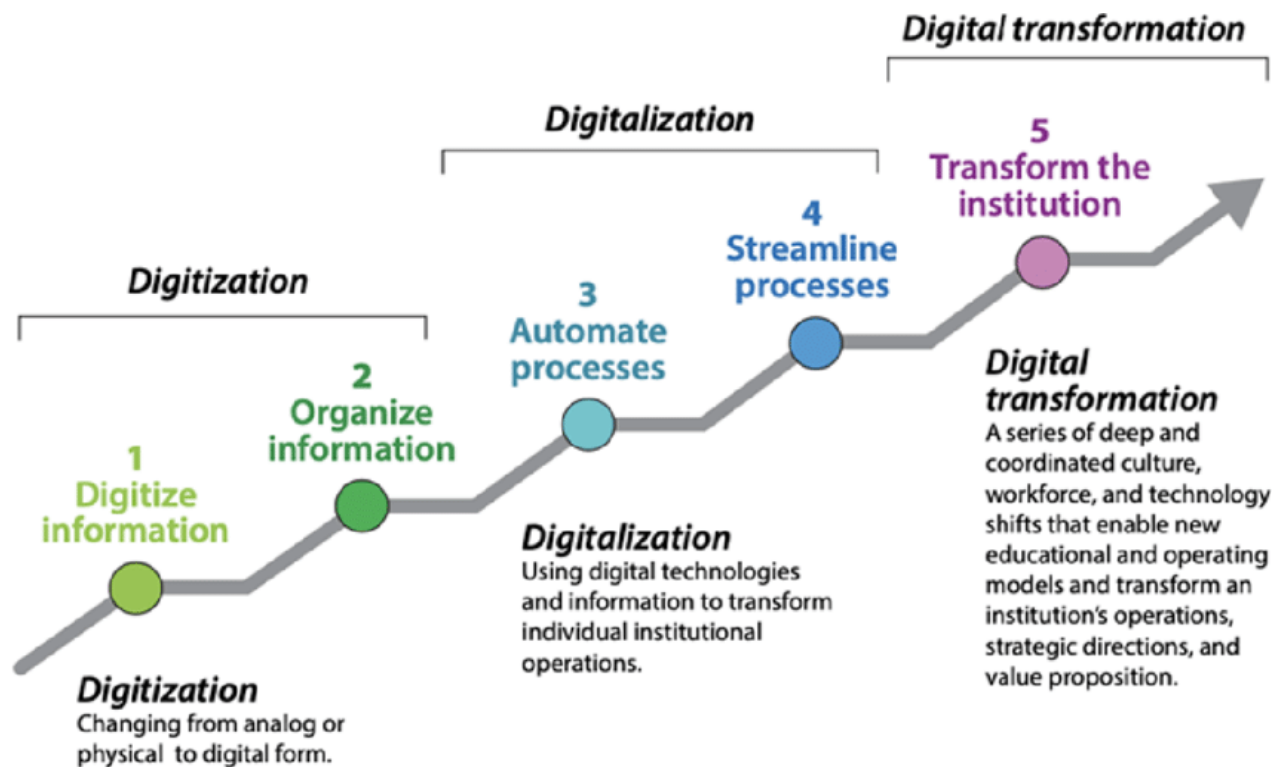 Digital transformation
Digitalization
Digitization
1
Digitize
information
2
Organize
information
3
Automate
processes
4
Streamline
processes
5
Transform the
institution
Digitization
Changing from analog or
physical to digital form.
Digitalization
Using digital technologies
and information to transform
individual institutional
operations.
Digital
transformation
A series of deep and
coordinated culture,
workforce, and technology
shifts that enable new
educational and operating
models and transform an
institution's operations,
strategic directions, and
value proposition.